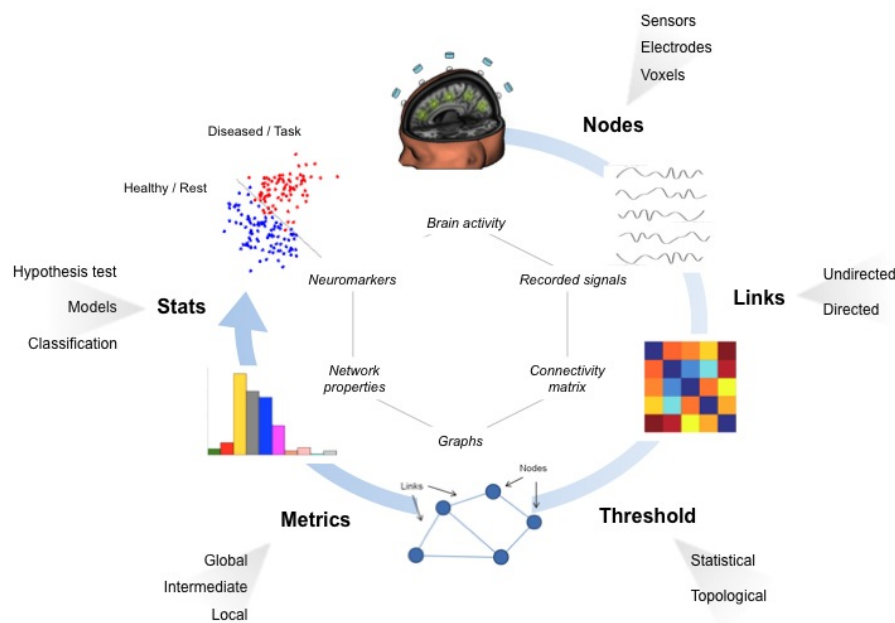 Sensors
Electrodes
Voxels
Nodes
Diseased / Task
Healthy / Rest
Brain activity
Neuromarkers
Recorded signals
Hypothesis test
Models
Classification
Stats
Links
Undirected
Directed
Network
properties
Connectivity
matrix
Graphs
Links
Nodes
Metrics
Threshold
Global
Intermediate
Local
Statistical
Topological